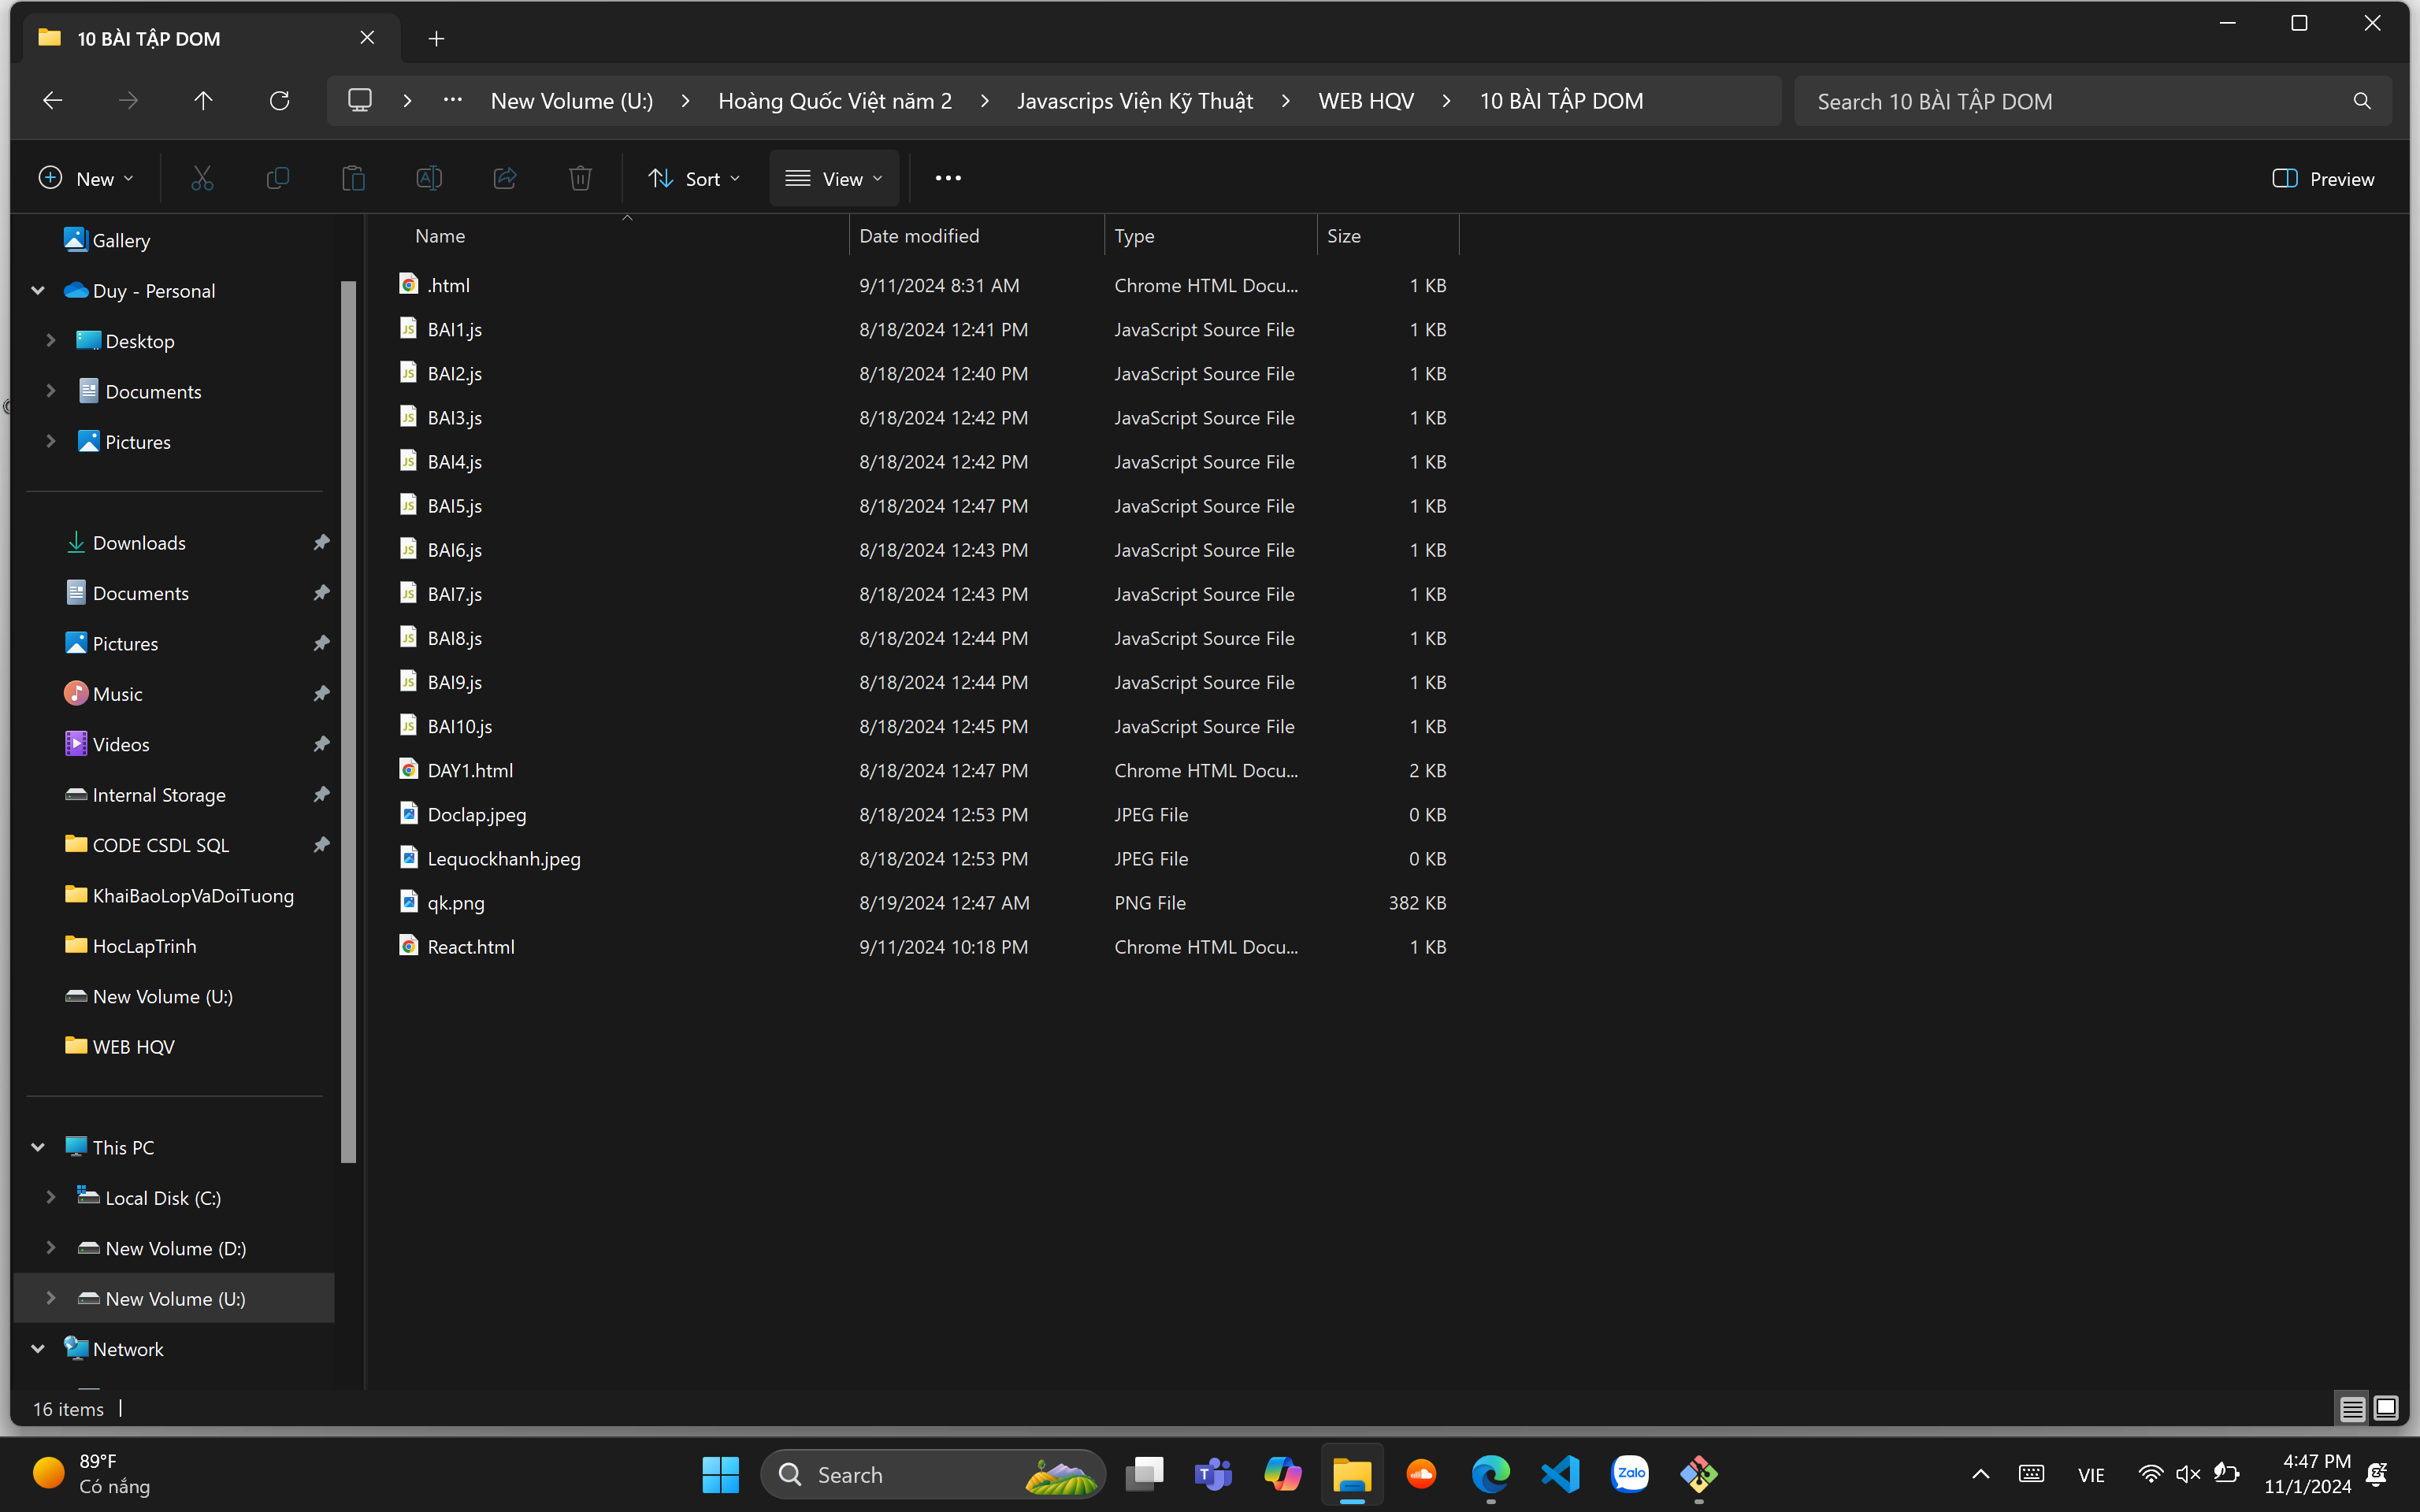 10 BÀI TẬP DOM
New Volume (U:) Hoàng Quốc Việt năm 2 Javascrips Viện Kỹ Thuật WEB HQV 10 BÀI TẬP DOM Search 10 BÀI TẬP DOM
New Sort View Preview
Name Date modified Type Size
Gallery
Duy - Personal
Desktop
Documents
Pictures
Downloads
Documents
Pictures
Music
Videos
Internal Storage
CODE CSDL SQL
KhaiBaoLopVaDoiTuong
HocLapTrinh
New Volume (U:)
WEB HQV
This PC
Local Disk (C:)
New Volume (D:)
New Volume (U:)
Network
.html 9/11/2024 8:31 AM Chrome HTML Docu... 1 KB
BAI1.js 8/18/2024 12:41 PM JavaScript Source File 1 KB
BAI2.js 8/18/2024 12:40 PM JavaScript Source File 1 KB
BAI3.js 8/18/2024 12:42 PM JavaScript Source File 1 KB
BAI4.js 8/18/2024 12:42 PM JavaScript Source File 1 KB
BAI5.js 8/18/2024 12:47 PM JavaScript Source File 1 KB
BAI6.js 8/18/2024 12:43 PM JavaScript Source File 1 KB
BAI7.js 8/18/2024 12:43 PM JavaScript Source File 1 KB
BAI8.js 8/18/2024 12:44 PM JavaScript Source File 1 KB
BAI9.js 8/18/2024 12:44 PM JavaScript Source File 1 KB
BAI10.js 8/18/2024 12:45 PM JavaScript Source File 1 KB
DAY1.html 8/18/2024 12:47 PM Chrome HTML Docu... 2 KB
Doclap.jpeg 8/18/2024 12:53 PM JPEG File 0 KB
Lequockhanh.jpeg 8/18/2024 12:53 PM JPEG File 0 KB
qk.png 8/19/2024 12:47 AM PNG File 382 KB
React.html 9/11/2024 10:18 PM Chrome HTML Docu... 1 KB
16 items
89°F
Có nắng
Search
Zalo
VIE
4:47 PM
11/1/2024